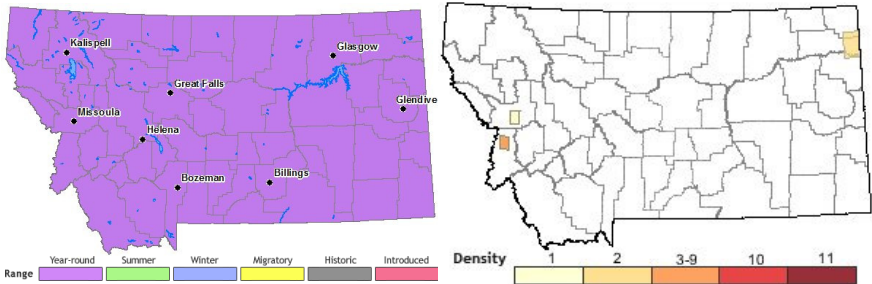 Kalispell
Glasgow
Great Falls
Glendive
Missoula
Helena
Bozeman
Billings
Range Year-round Summer Winter Migratory Historic Introduced
Density 1 2 3-9 10 11